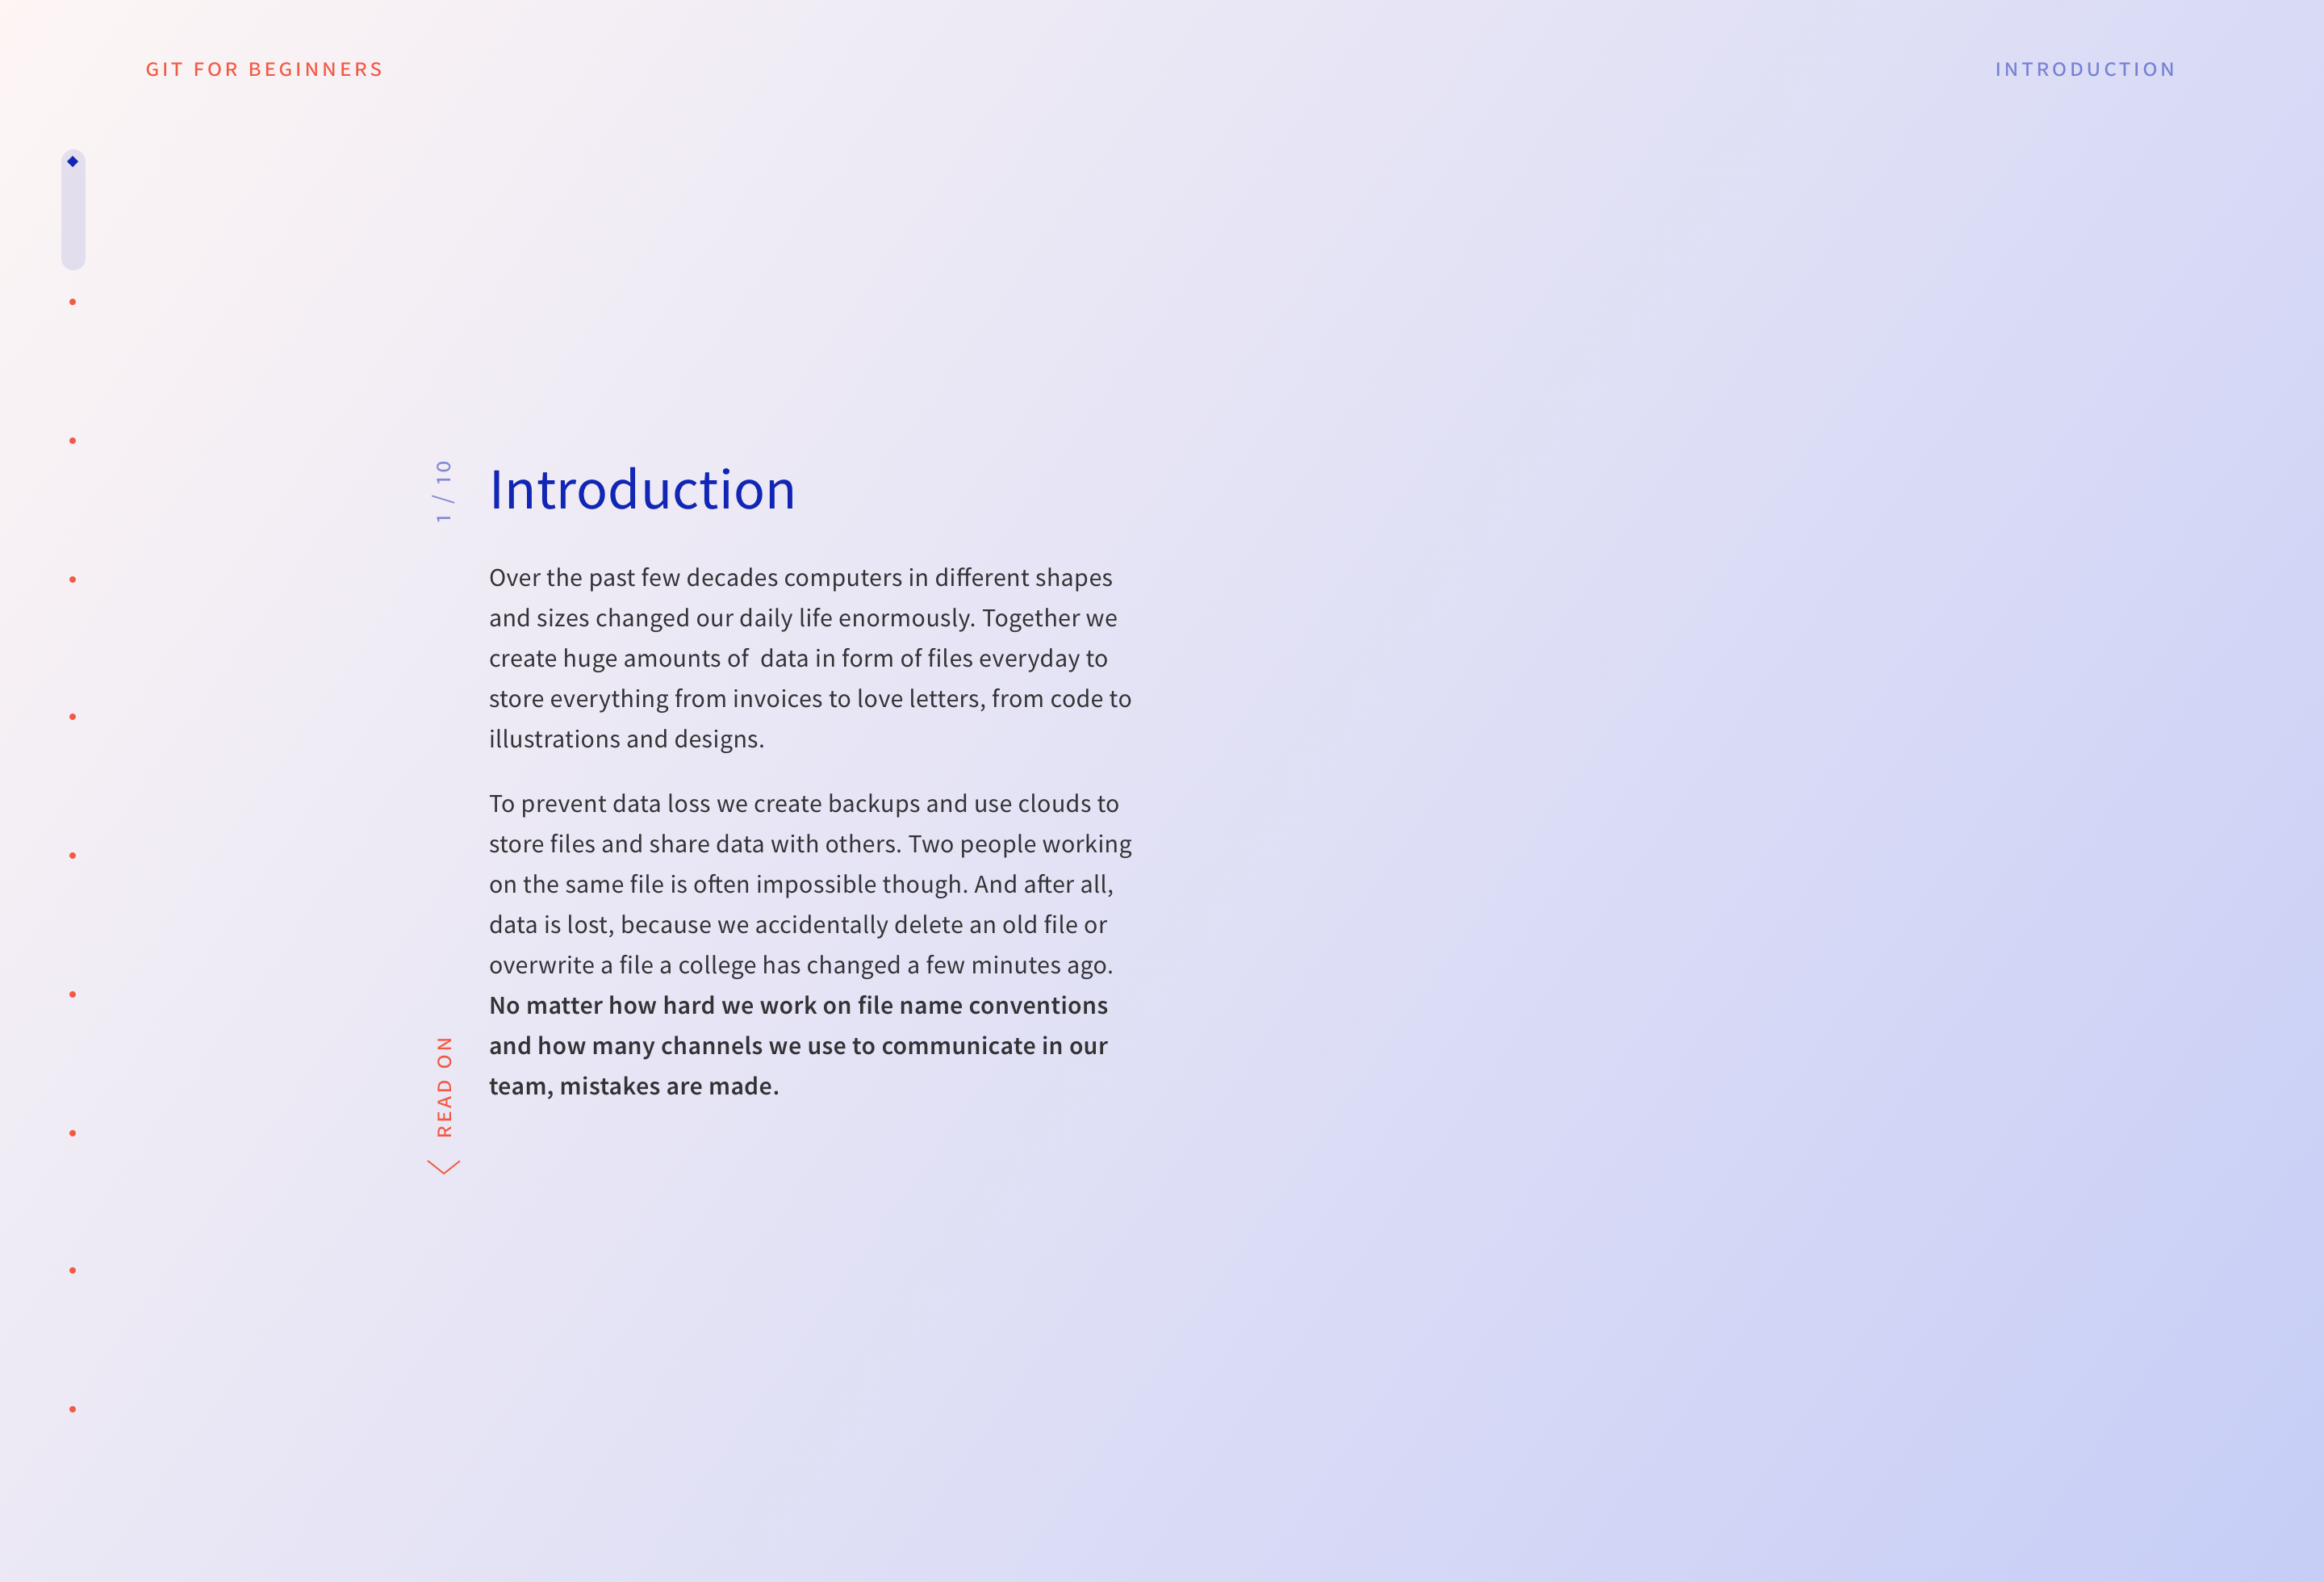 GIT FOR BEGINNERS
INTRODUCTION
1 / 10
Introduction
Over the past few decades computers in different shapes
and sizes changed our daily life enormously. Together we
create huge amounts of  data in form of files everyday to
store everything from invoices to love letters, from code to
illustrations and designs.
To prevent data loss we create backups and use clouds to
store files and share data with others. Two people working
on the same file is often impossible though. And after all,
data is lost, because we accidentally delete an old file or
overwrite a file a college has changed a few minutes ago.
No matter how hard we work on file name conventions
and how many channels we use to communicate in our
team, mistakes are made.
READ ON